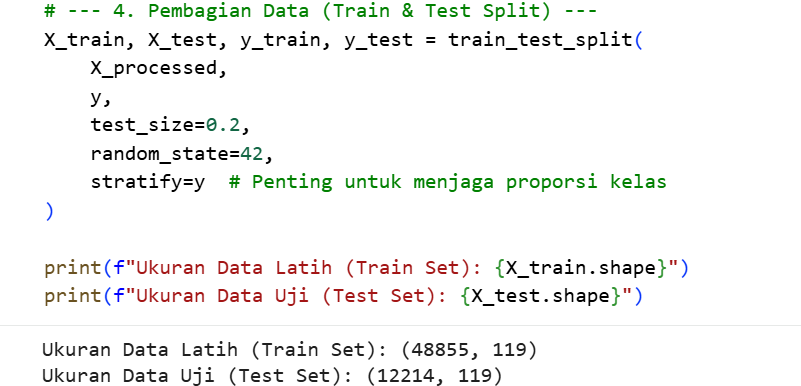 # --- 4. Pembagian Data (Train & Test Split) ---
X_train, X_test, y_train, y_test = train_test_split(
    X_processed,
    y,
    test_size=0.2,
    random_state=42,
    stratify=y  # Penting untuk menjaga proporsi kelas
)
print(f"Ukuran Data Latih (Train Set): {X_train.shape}")
print(f"Ukuran Data Uji (Test Set): {X_test.shape}")
Ukuran Data Latih (Train Set): (48855, 119)
Ukuran Data Uji (Test Set): (12214, 119)